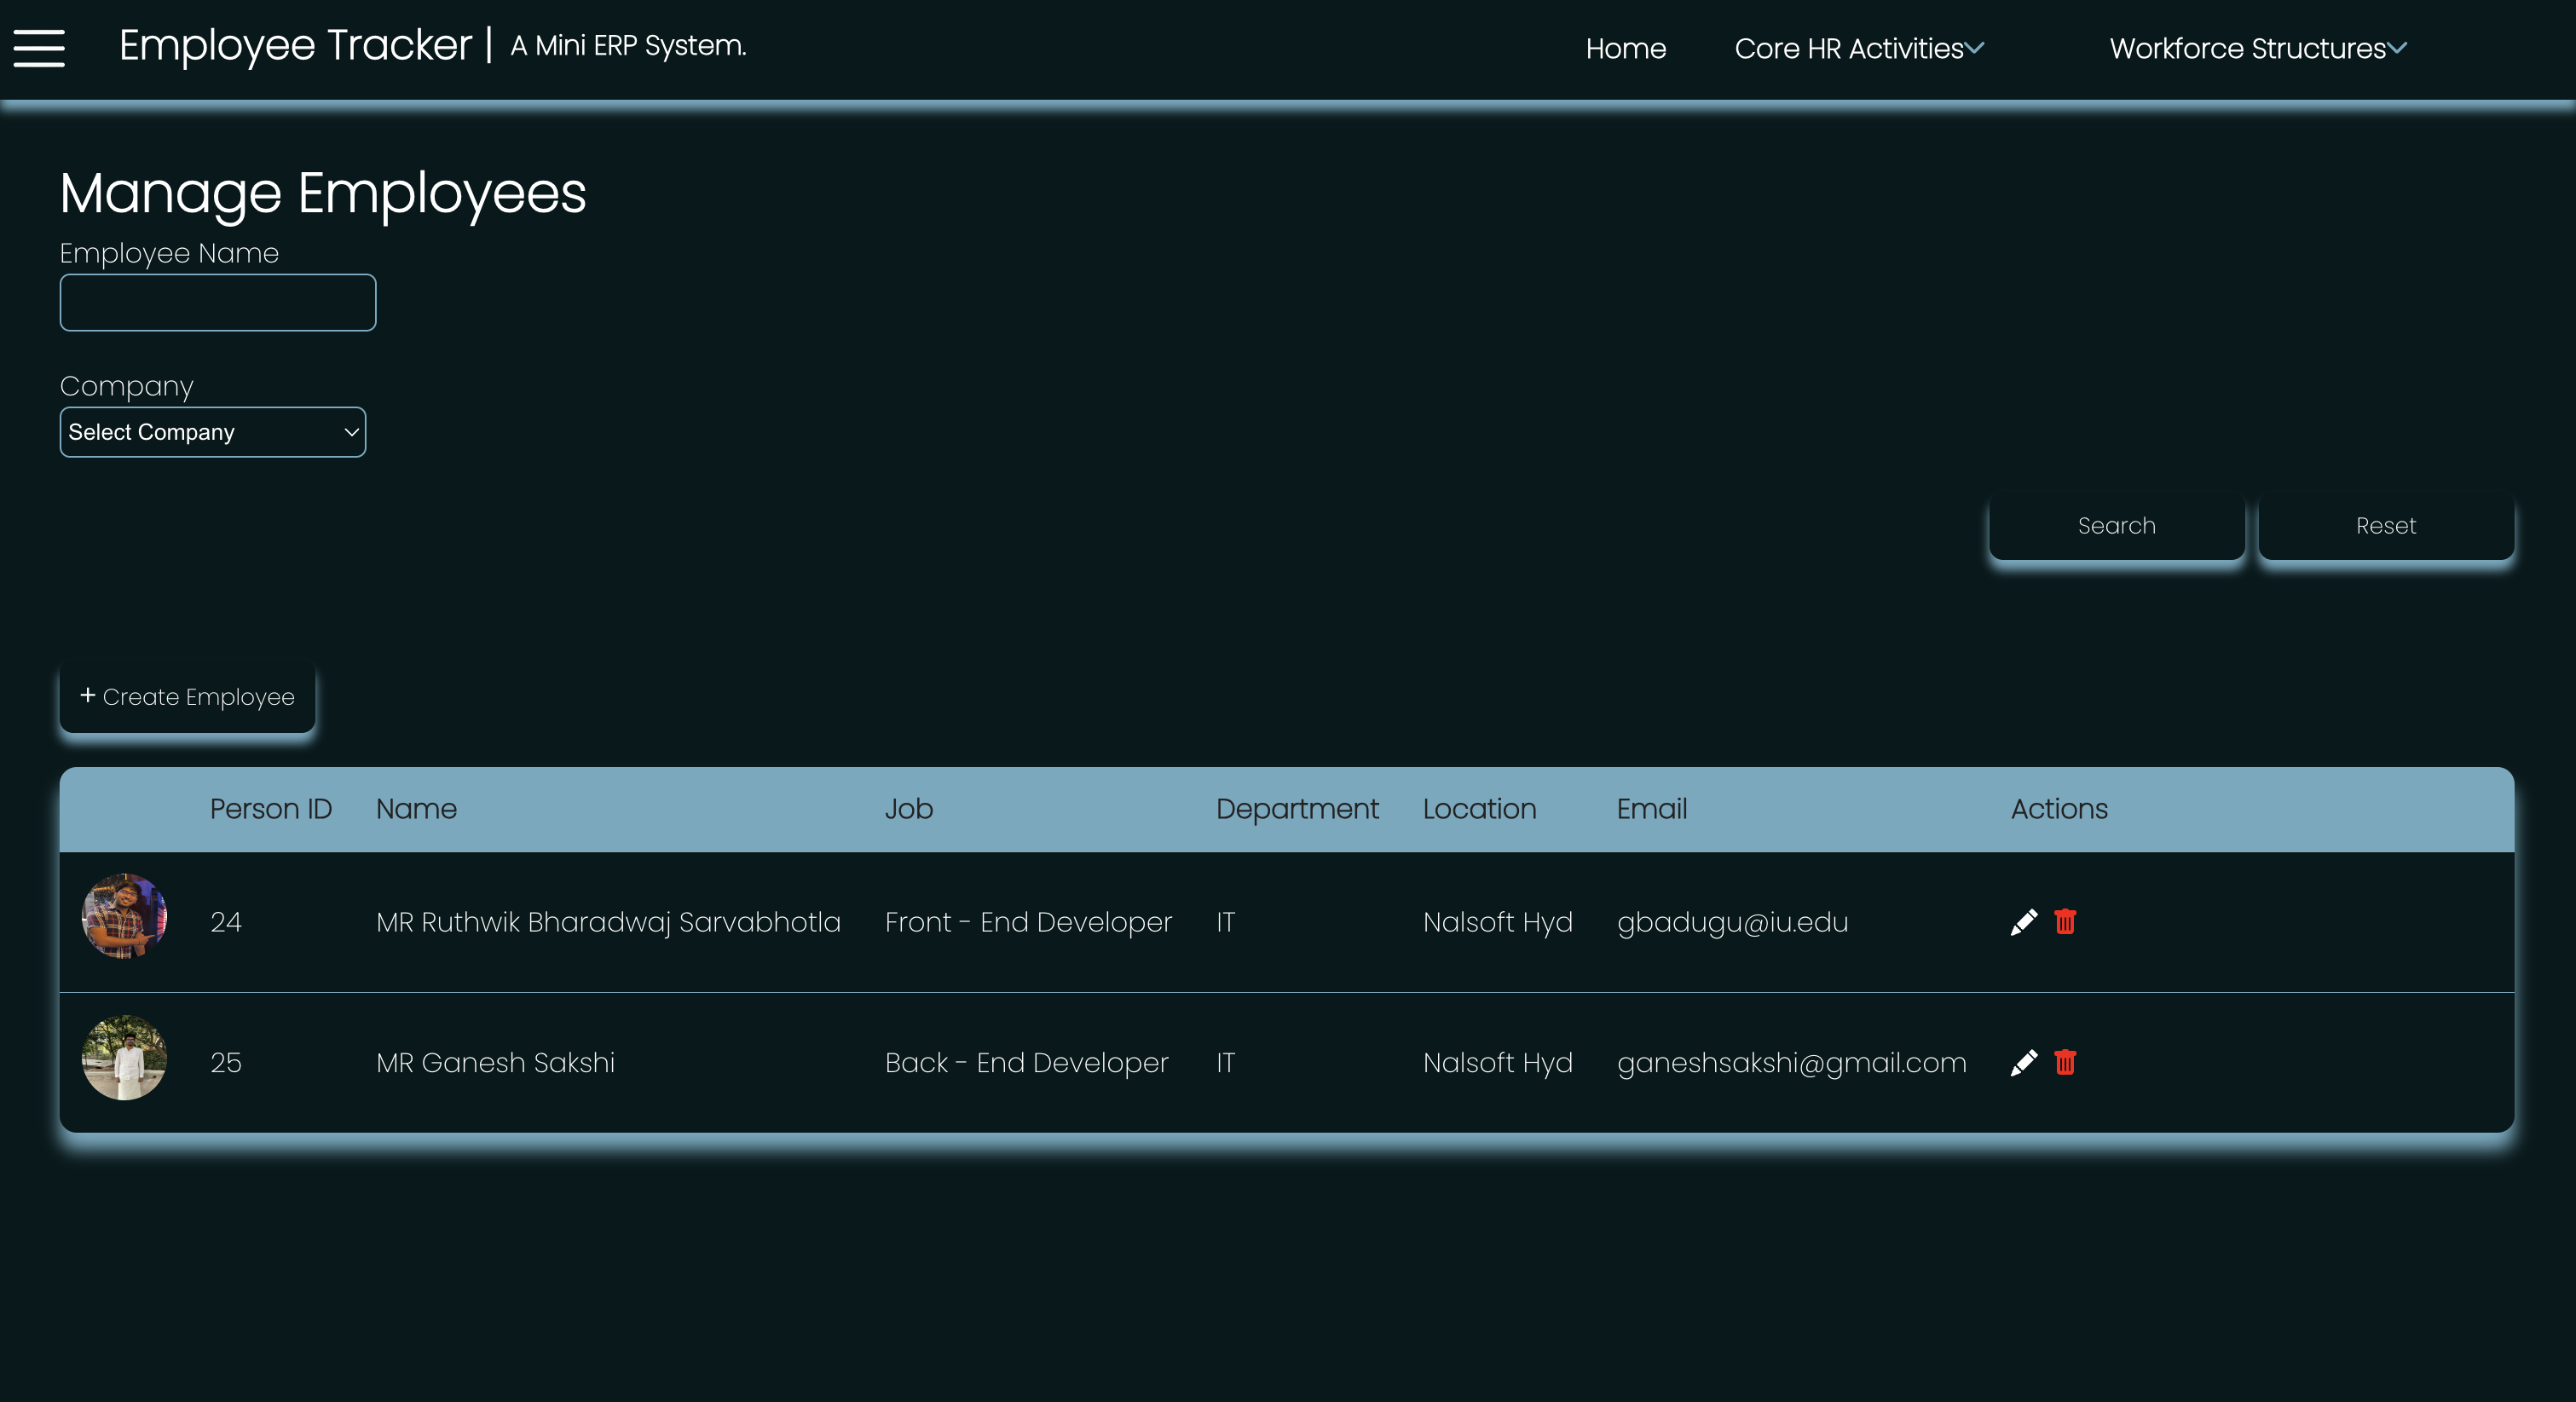 Employee Tracker | A Mini ERP System. Home Core HR Activities Workforce Structures
Manage Employees
Employee Name
Company
Select Company
Search Reset
+ Create Employee
Person ID Name Job Department Location Email Actions
24 MR Ruthwik Bharadwaj Sarvabhotla Front - End Developer IT Nalsoft Hyd gbadugu@iu.edu
25 MR Ganesh Sakshi Back - End Developer IT Nalsoft Hyd ganeshsakshi@gmail.com